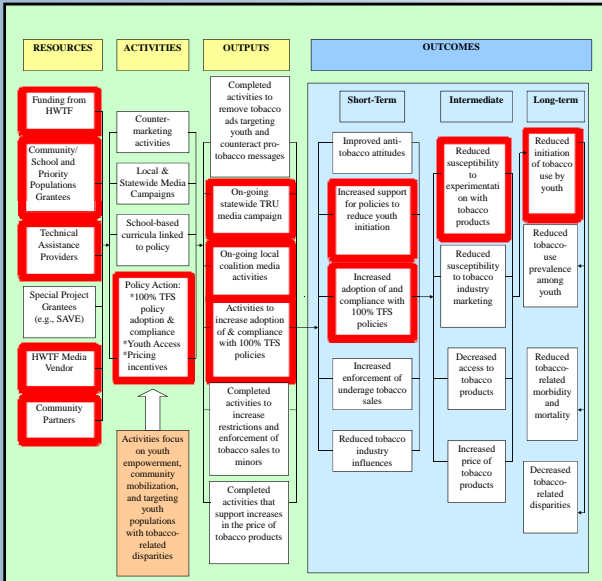 RESOURCES
ACTIVITIES
OUTPUTS
OUTCOMES
Funding from
HWTF
Community/
School and
Priority
Populations
Grantees
Technical
Assistance
Providers
Special Project
Grantees
(e.g., SAVE)
HWTF Media
Vendor
Community
Partners
Counter-
marketing
activities
Local &
Statewide Media
Campaigns
School-based
curricula linked
to policy
Policy Action:
*100% TFS
policy
adoption &
compliance
*Youth Access
*Pricing
incentives
Activities focus
on youth
empowerment,
community
mobilization,
and targeting
youth
populations
with tobacco-
related
disparities
Completed
activities to
remove tobacco
ads targeting
youth and
counteract pro-
tobacco messages
On-going
statewide TRU
media campaign
On-going local
coalition media
activities
Activities to
increase adoption
of & compliance
with 100% TFS
policies
Completed
activities to
increase
restrictions and
enforcement of
tobacco sales to
minors
Completed
activities that
support increases
in the price of
tobacco products
Short-Term
Improved anti-
tobacco attitudes
Increased support
for policies to
reduce youth
initiation
Increased
adoption of and
compliance with
100% TFS
policies
Increased
enforcement of
underage tobacco
sales
Reduced tobacco
industry
influences
Intermediate
Reduced
susceptibility
to
experimentati
on with
tobacco
products
Reduced
susceptibility
to tobacco
industry
marketing
Decreased
access to
tobacco
products
Increased
price of
tobacco
products
Long-term
Reduced
initiation
of tobacco
use by
youth
Reduced
tobacco-
use
prevalence
among
youth
Reduced
tobacco-
related
morbidity
and
mortality
Decreased
tobacco-
related
disparities